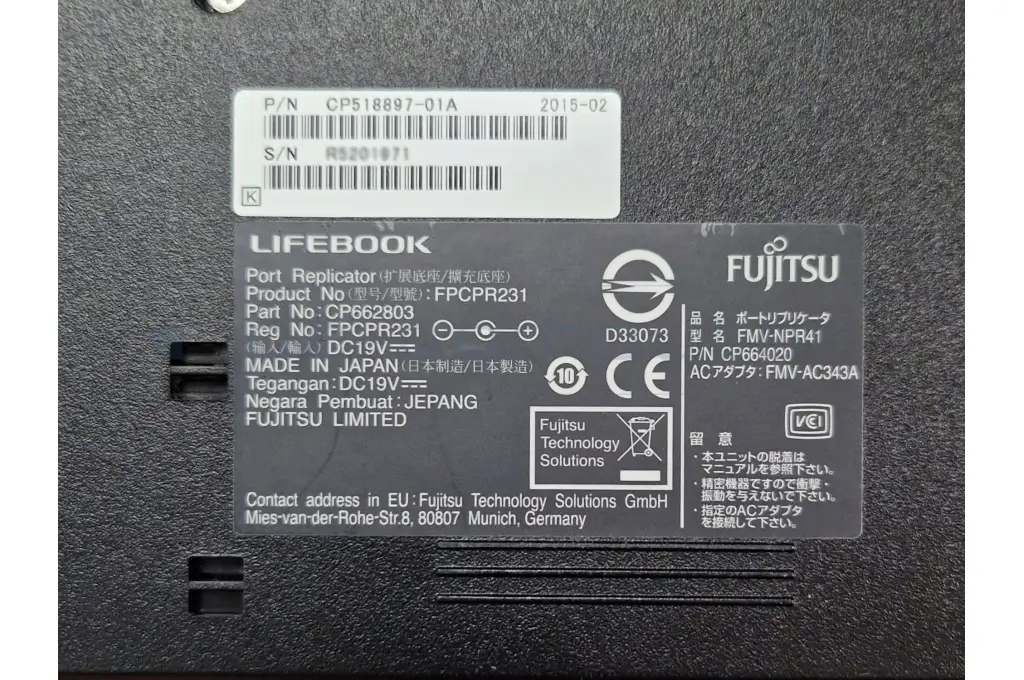 P/N CP518897-01A 2015-02
S/N
K
LIFEBOOK
Port Replicator(扩展底座/擴充底座)
Product No(型号/型號):FPCPR231
Part No:CP662803
Reg No:FPCPR231
(输入/輸入)DC19V
MADE IN JAPAN(日本制造/日本製造)
Tegangan:DC19V
Negara Pembuat:JEPANG
FUJITSU LIMITED
D33073
10
CE
Fujitsu
Technology
Solutions
Contact address in EU:Fujitsu Technology Solutions GmbH
Mies-van-der-Rohe-Str.8, 80807 Munich, Germany
FUJITSU
品 名 ポートリプリケータ
型 名 FMV-NPR41
P/N CP664020
ACアダプタ:FMV-AC343A
VCI
留 意
・本ユニットの脱着は
マニュアルを参照下さい。
・精密機器ですので衝撃・
振動を与えないで下さい。
・指定のACアダプタ
を接続して下さい。